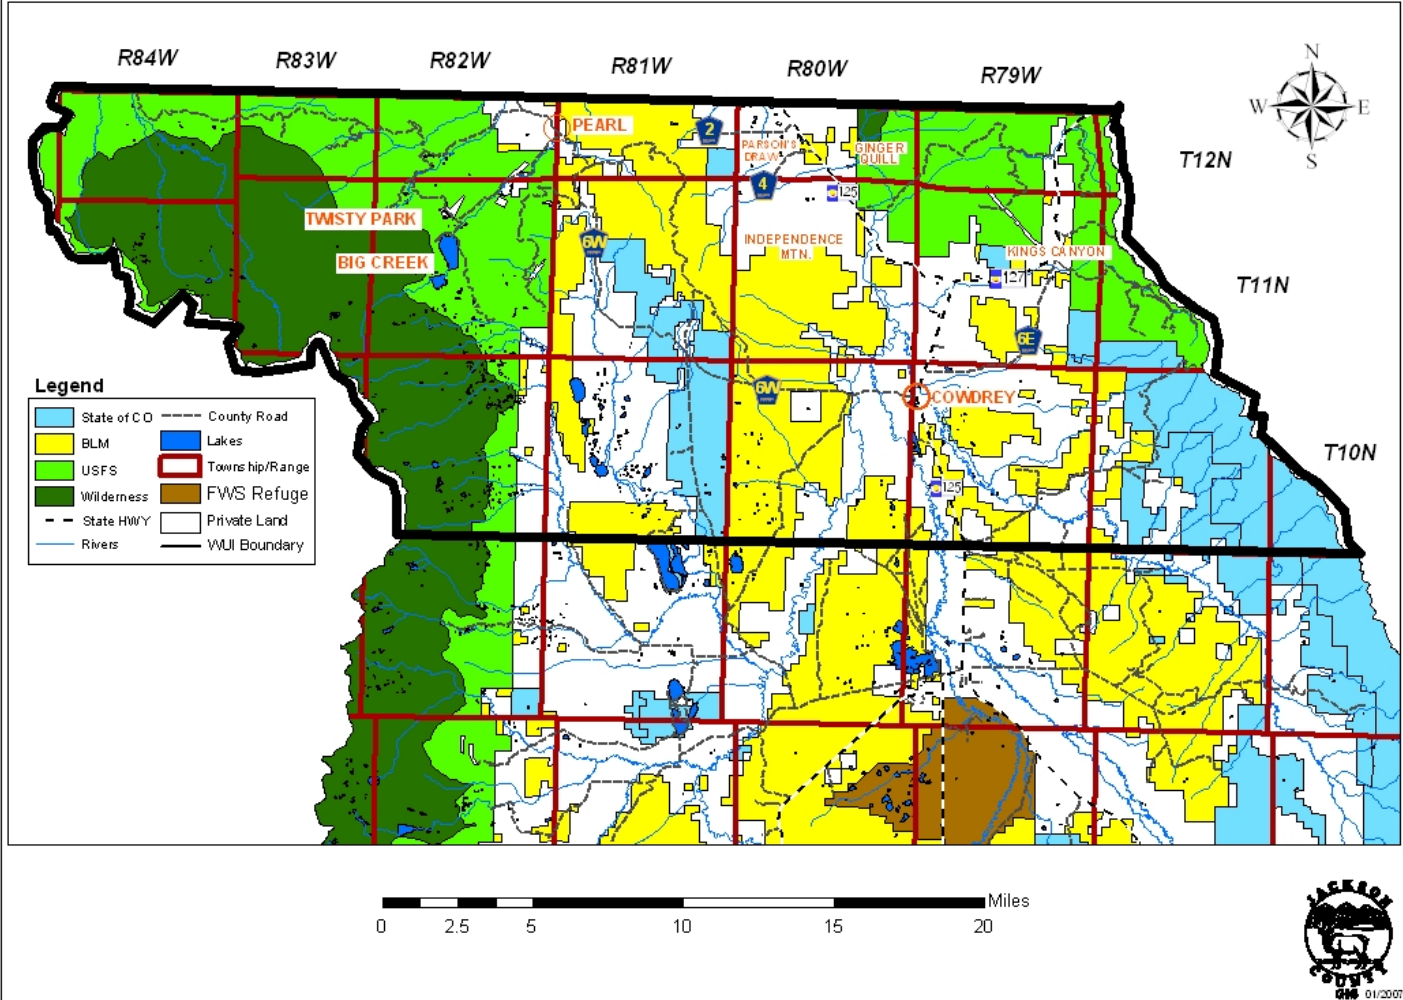 R84W
R83W
R82W
R81W
R80W
R79W
N
W E
S
T12N
T11N
T10N
PEARL
2
PARSON'S
DRAW
GINGER
QUILL
4
125
TWISTY PARK
BIG CREEK
6W
INDEPENDENCE
MTN.
KINGS CANYON
127
6E
6W
COWDREY
125
Legend
State of CO
BLM
USFS
Wilderness
State HWY
Rivers
County Road
Lakes
Township/Range
FWS Refuge
Private Land
WUI Boundary
Miles
0 2.5 5 10 15 20
JACKSON
COUNTY
GIS 01/2007